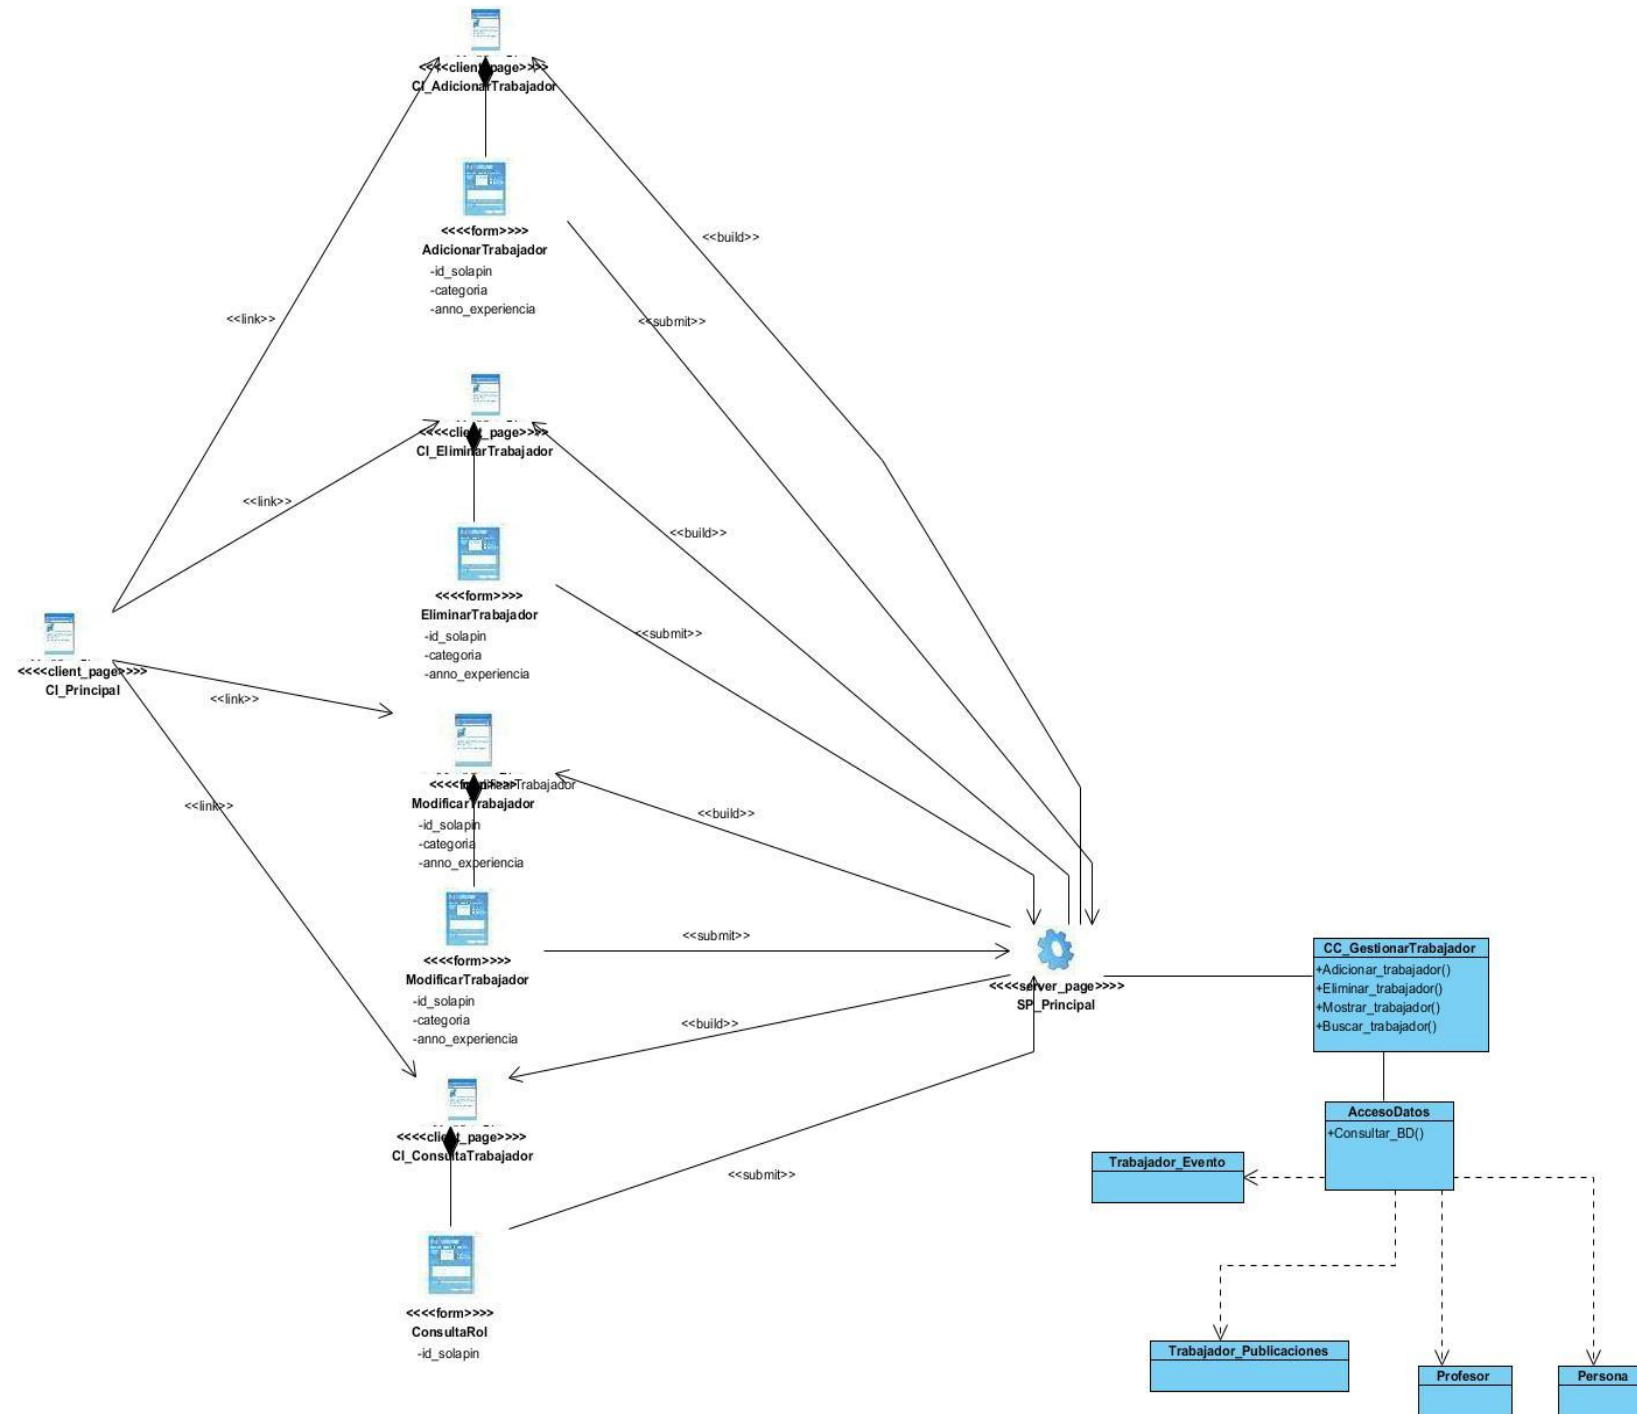 <<<<client_page>>>>
CI_AdicionarTrabajador
<<<<form>>>>
AdicionarTrabajador
-id_solapin
-categoria
-anno_experiencia
<<build>>
<<link>>
<<submit>>
<<<<client_page>>>>
CI_EliminarTrabajador
<<link>>
<<build>>
<<<<form>>>>
EliminarTrabajador
-id_solapin
-categoria
-anno_experiencia
<<submit>>
<<<<client_page>>>>
CI_Principal
<<link>>
<<link>>
ModificarTrabajador
-id_solapin
-categoria
-anno_experiencia
<<build>>
<<<<form>>>>
ModificarTrabajador
-id_solapin
-categoria
-anno_experiencia
<<submit>>
<<build>>
<<<<server_page>>>>
SP_Principal
CC_GestionarTrabajador
+Adicionar_trabajador()
+Eliminar_trabajador()
+Mostrar_trabajador()
+Buscar_trabajador()
AccesoDatos
+Consultar_BD()
<<<<client_page>>>>
CI_ConsultaTrabajador
<<submit>>
Trabajador_Evento
<<<<form>>>>
ConsultaRol
-id_solapin
Trabajador_Publicaciones
Profesor
Persona